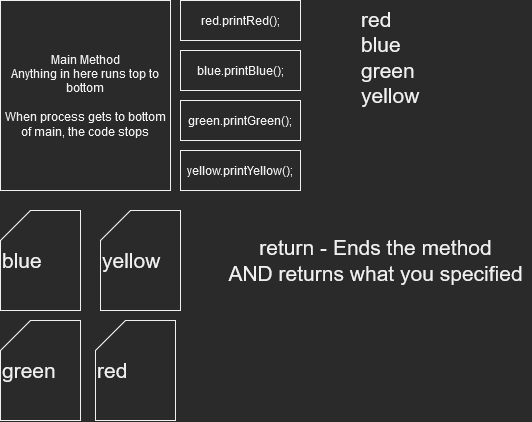 Main Method
Anything in here runs top to
bottom
When process gets to bottom
of main, the code stops
red.printRed();
blue.printBlue();
green.printGreen();
yellow.printYellow();
red
blue
green
yellow
blue
yellow
green
red
return - Ends the method
AND returns what you specified